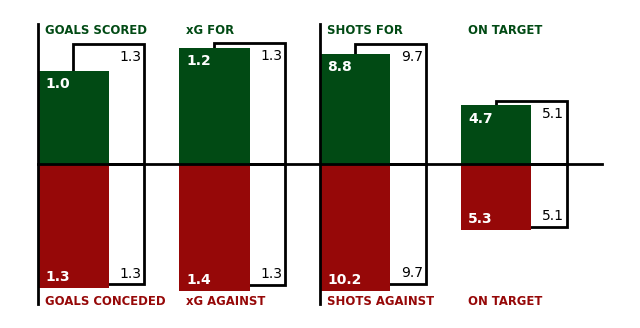 GOALS SCORED xG FOR SHOTS FOR ON TARGET
1.3 1.3 9.7
1.0 1.2 8.8
4.7 5.1
5.3 5.1
1.3 1.3 1.4 1.3 10.2 9.7
GOALS CONCEDED xG AGAINST SHOTS AGAINST ON TARGET